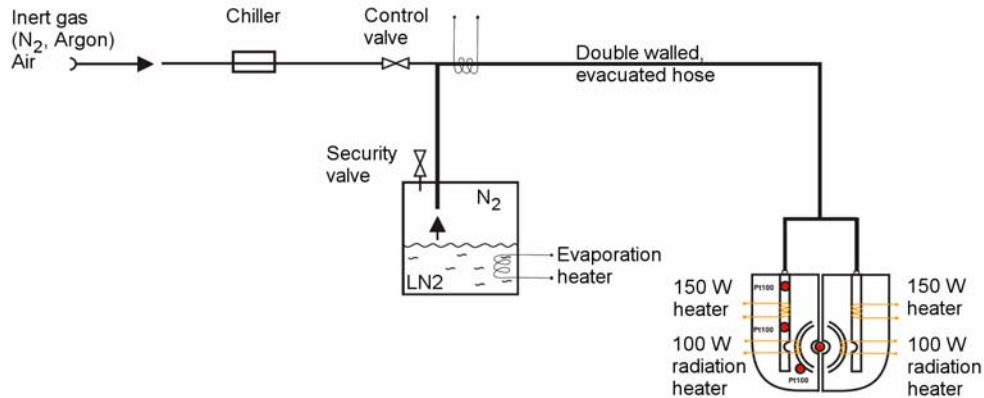 Inert gas
(N2, Argon)
Air
Chiller
Control
valve
Double walled,
evacuated hose
Security
valve
N2
LN2
Evaporation
heater
150 W
heater
100 W
radiation
heater
Pt100
Pt100
Pt100
150 W
heater
100 W
radiation
heater